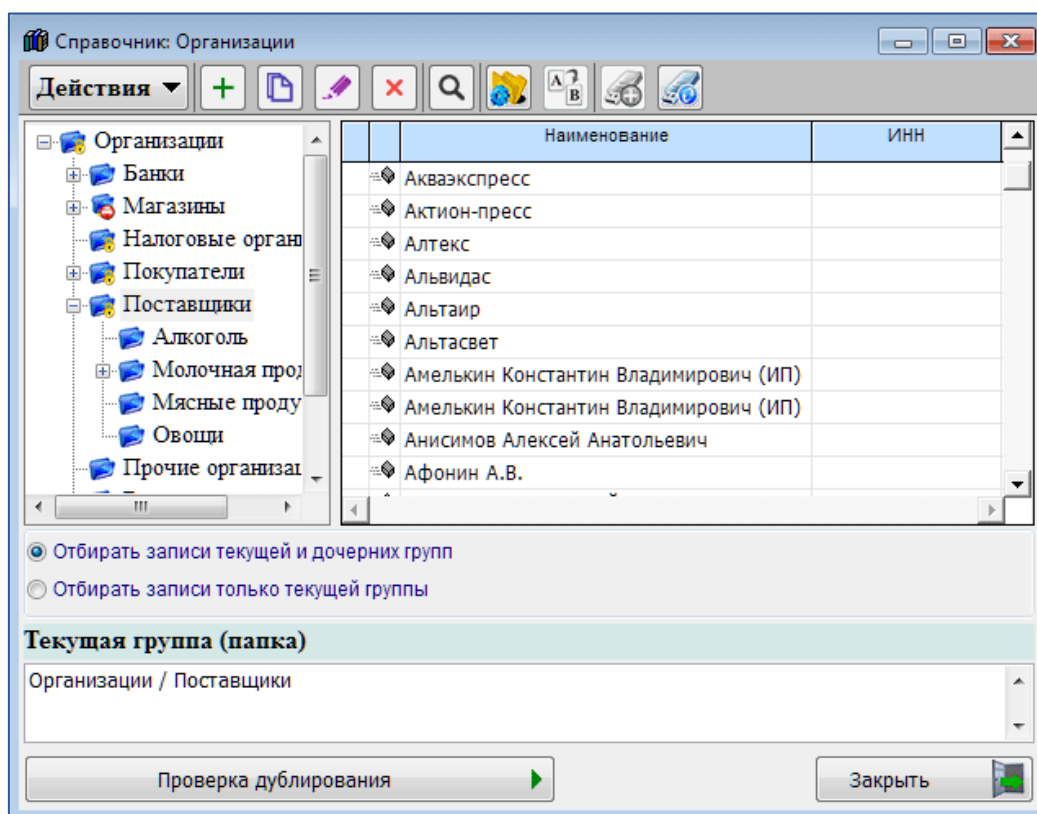 Справочник: Организации
Действия
Организации
Банки
Магазины
Налоговые орган
Покупатели
Поставщики
Алкоголь
Молочная прод
Мясные проду
Овощи
Прочие организац
Наименование ИНН
Акваэкспресс
Актион-пресс
Алтекс
Альвидас
Альтаир
Альтасвет
Амелькин Константин Владимирович (ИП)
Амелькин Константин Владимирович (ИП)
Анисимов Алексей Анатольевич
Афонин А.В.
Отбирать записи текущей и дочерних групп
Отбирать записи только текущей группы
Текущая группа (папка)
Организации / Поставщики
Проверка дублирования
Закрыть